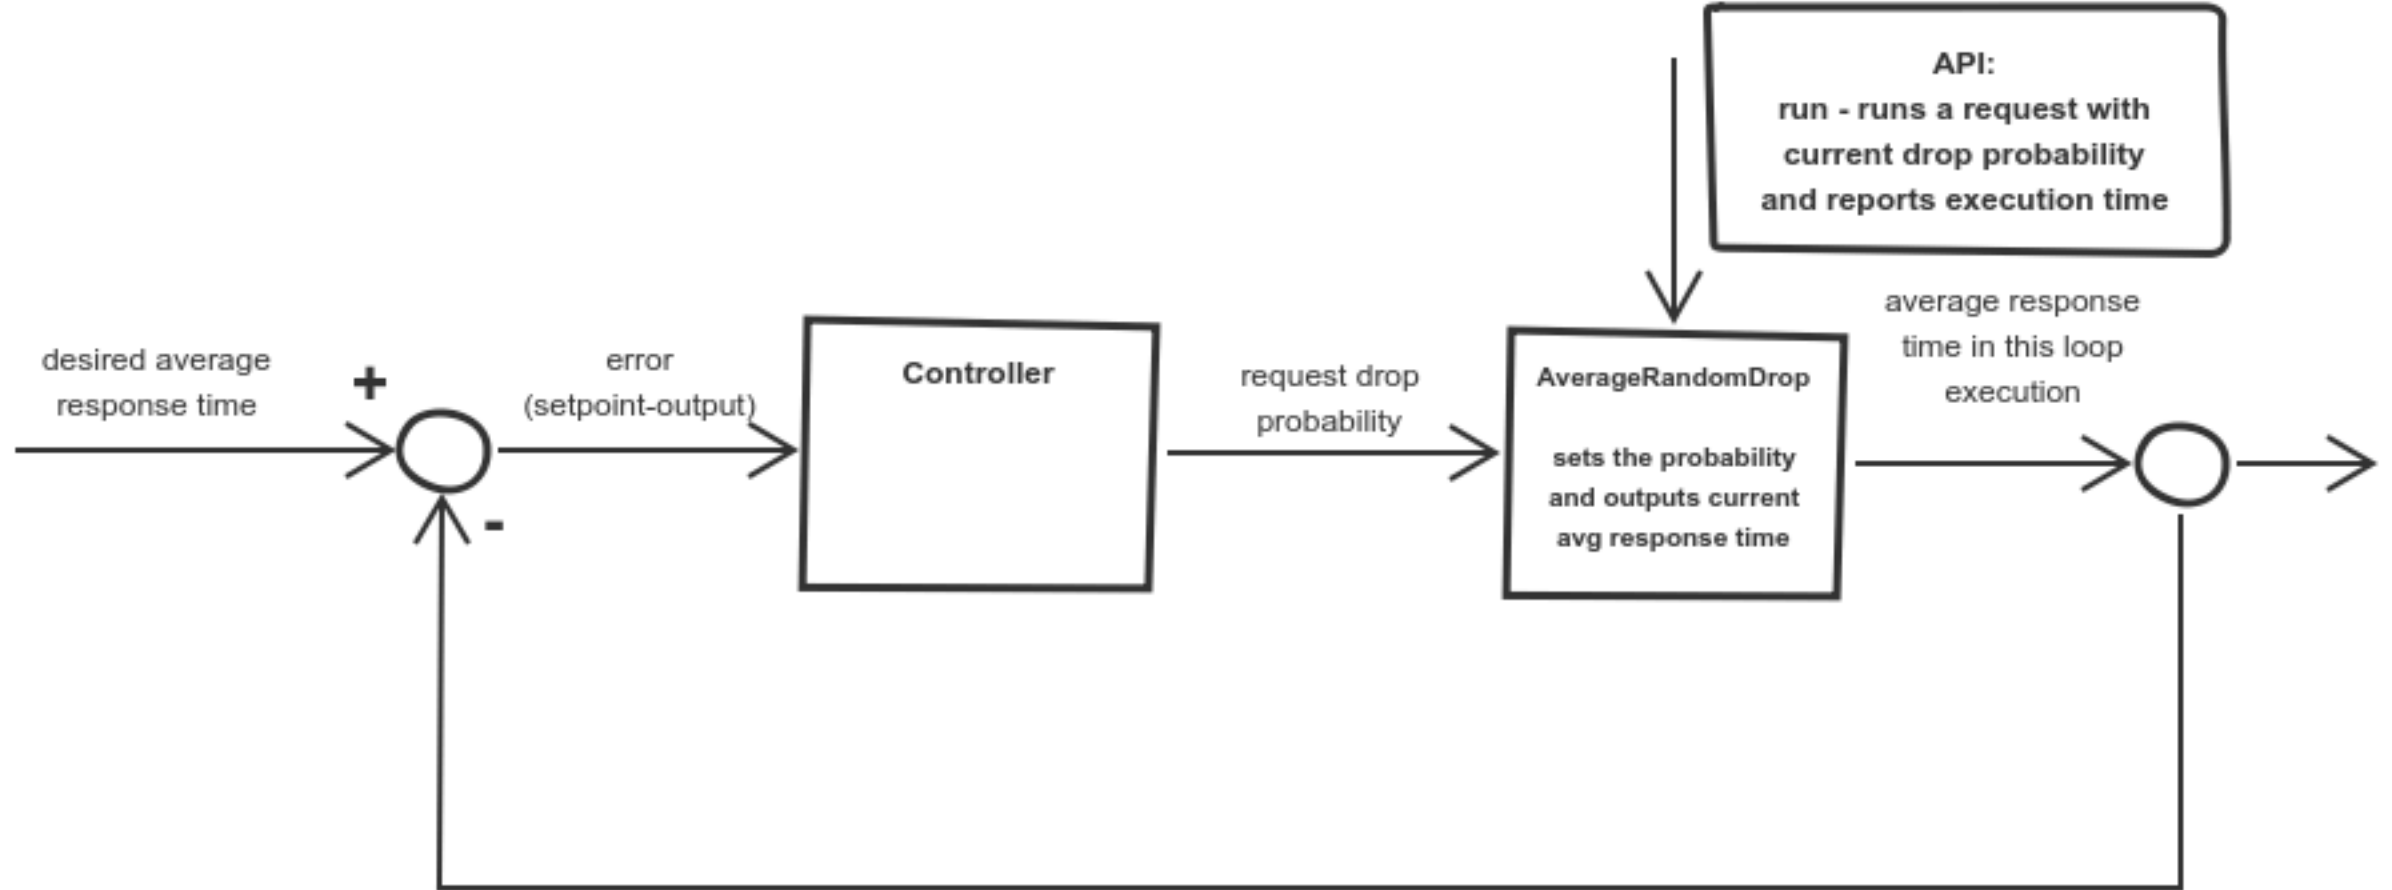 API:
run - runs a request with
current drop probability
and reports execution time
desired average
response time
+
-
error
(setpoint-output)
Controller
request drop
probability
AverageRandomDrop
sets the probability
and outputs current
avg response time
average response
time in this loop
execution